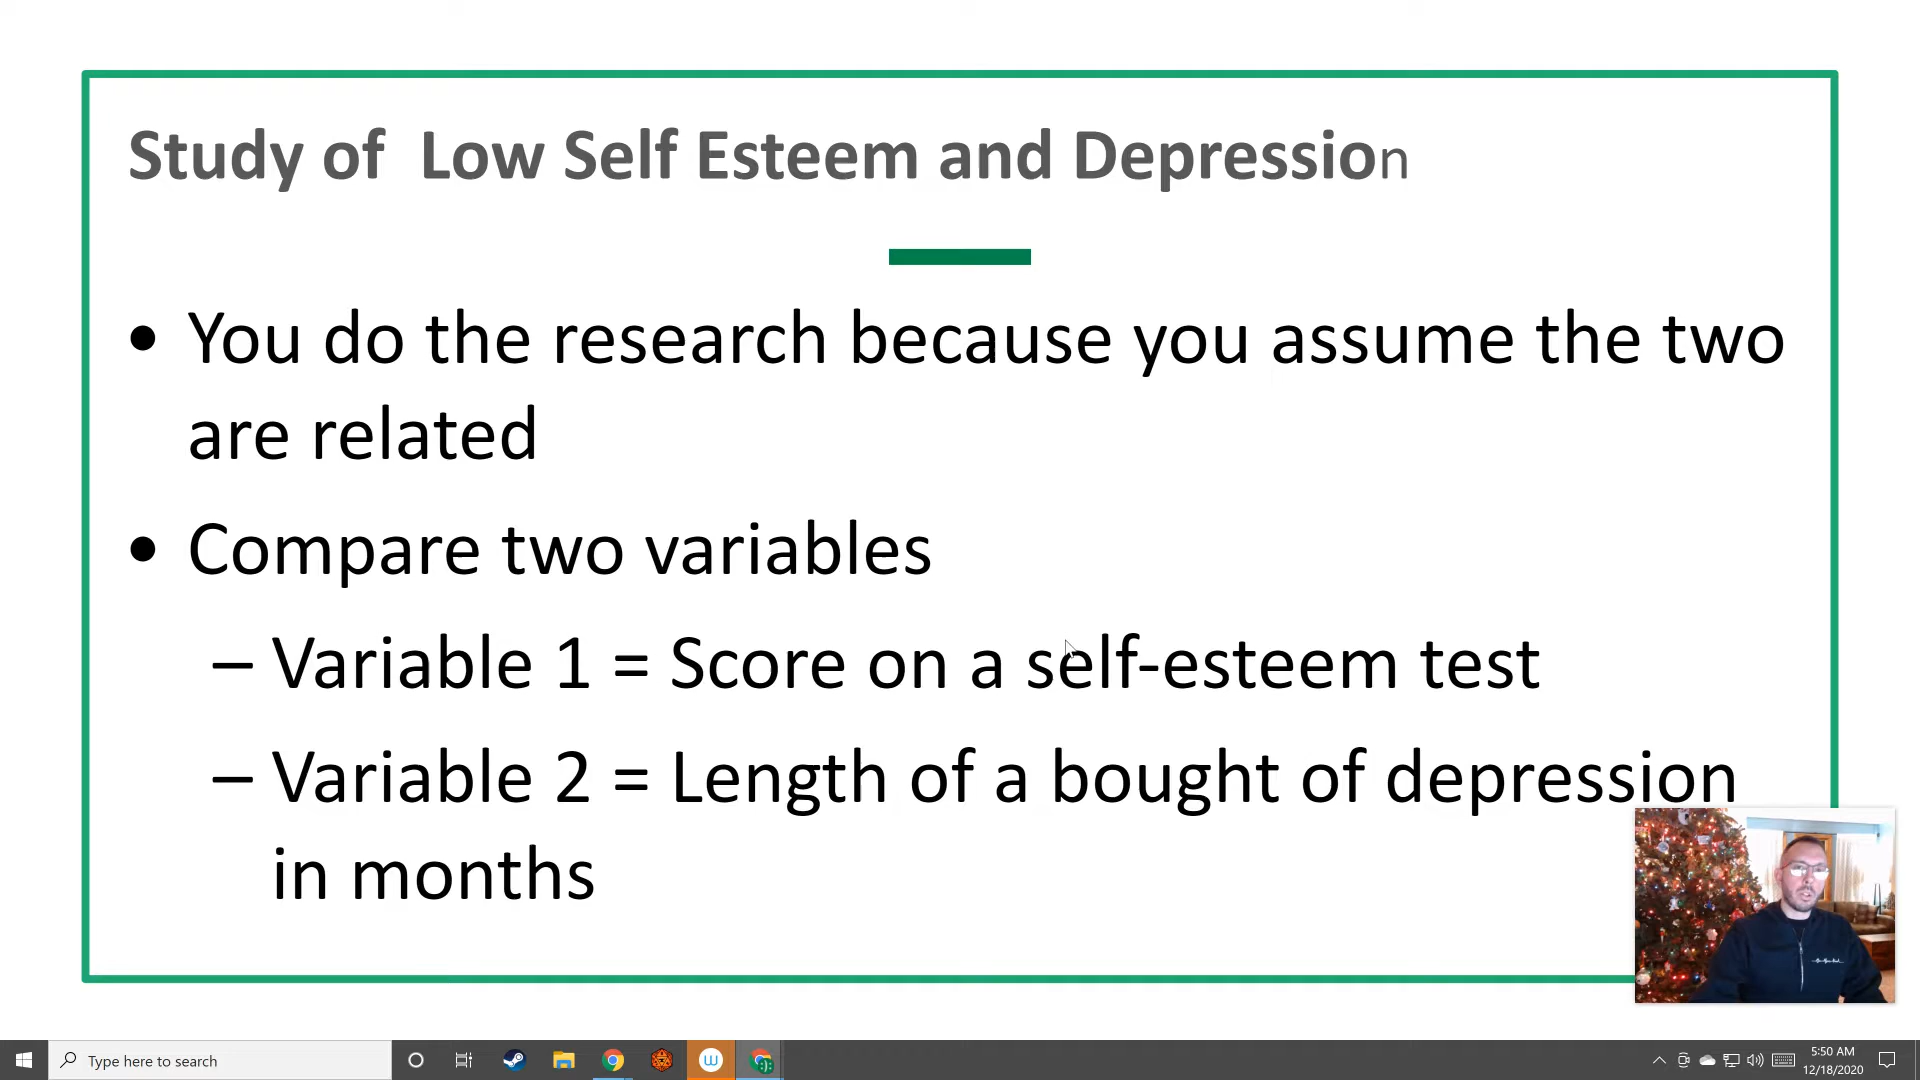 Study of  Low Self Esteem and Depression
• You do the research because you assume the two
are related
• Compare two variables
– Variable 1 = Score on a self-esteem test
– Variable 2 = Length of a bought of depression
in months
Type here to search
5:50 AM
12/18/2020